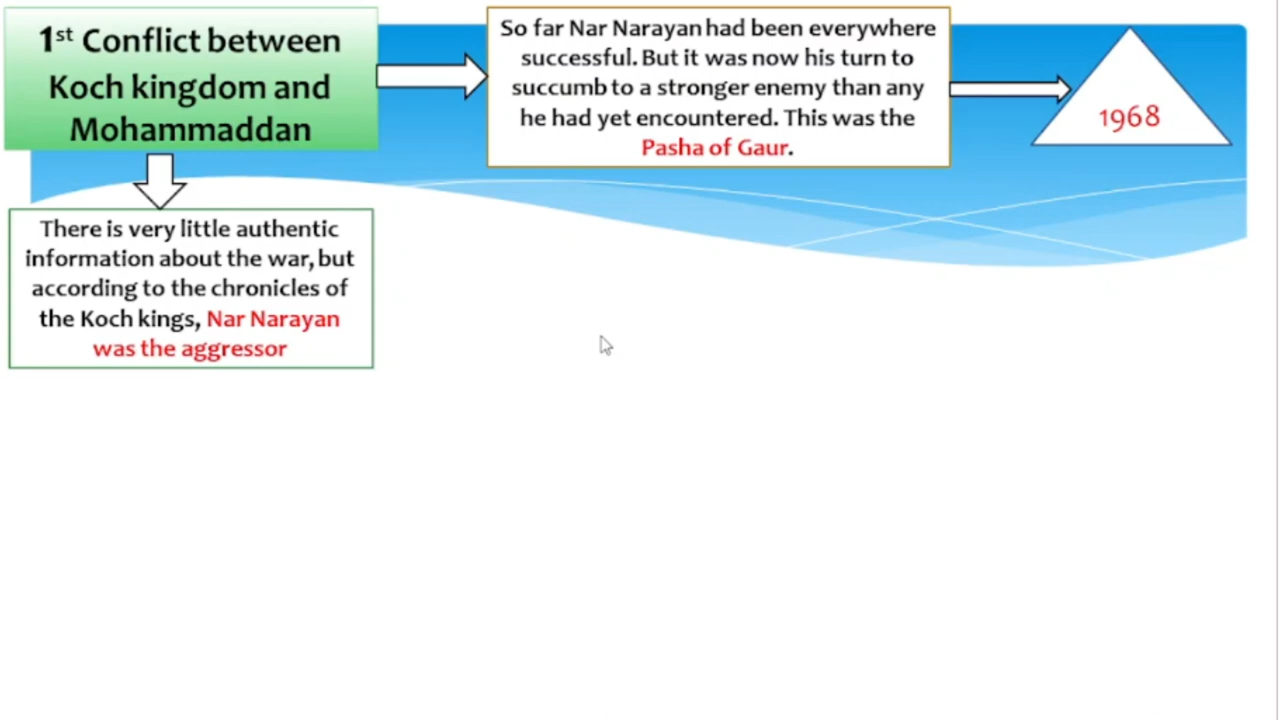 1st Conflict between
Koch kingdom and
Mohammaddan
So far Nar Narayan had been everywhere
successful. But it was now his turn to
succumb to a stronger enemy than any
he had yet encountered. This was the
Pasha of Gaur.
1968
There is very little authentic
information about the war, but
according to the chronicles of
the Koch kings, Nar Narayan
was the aggressor